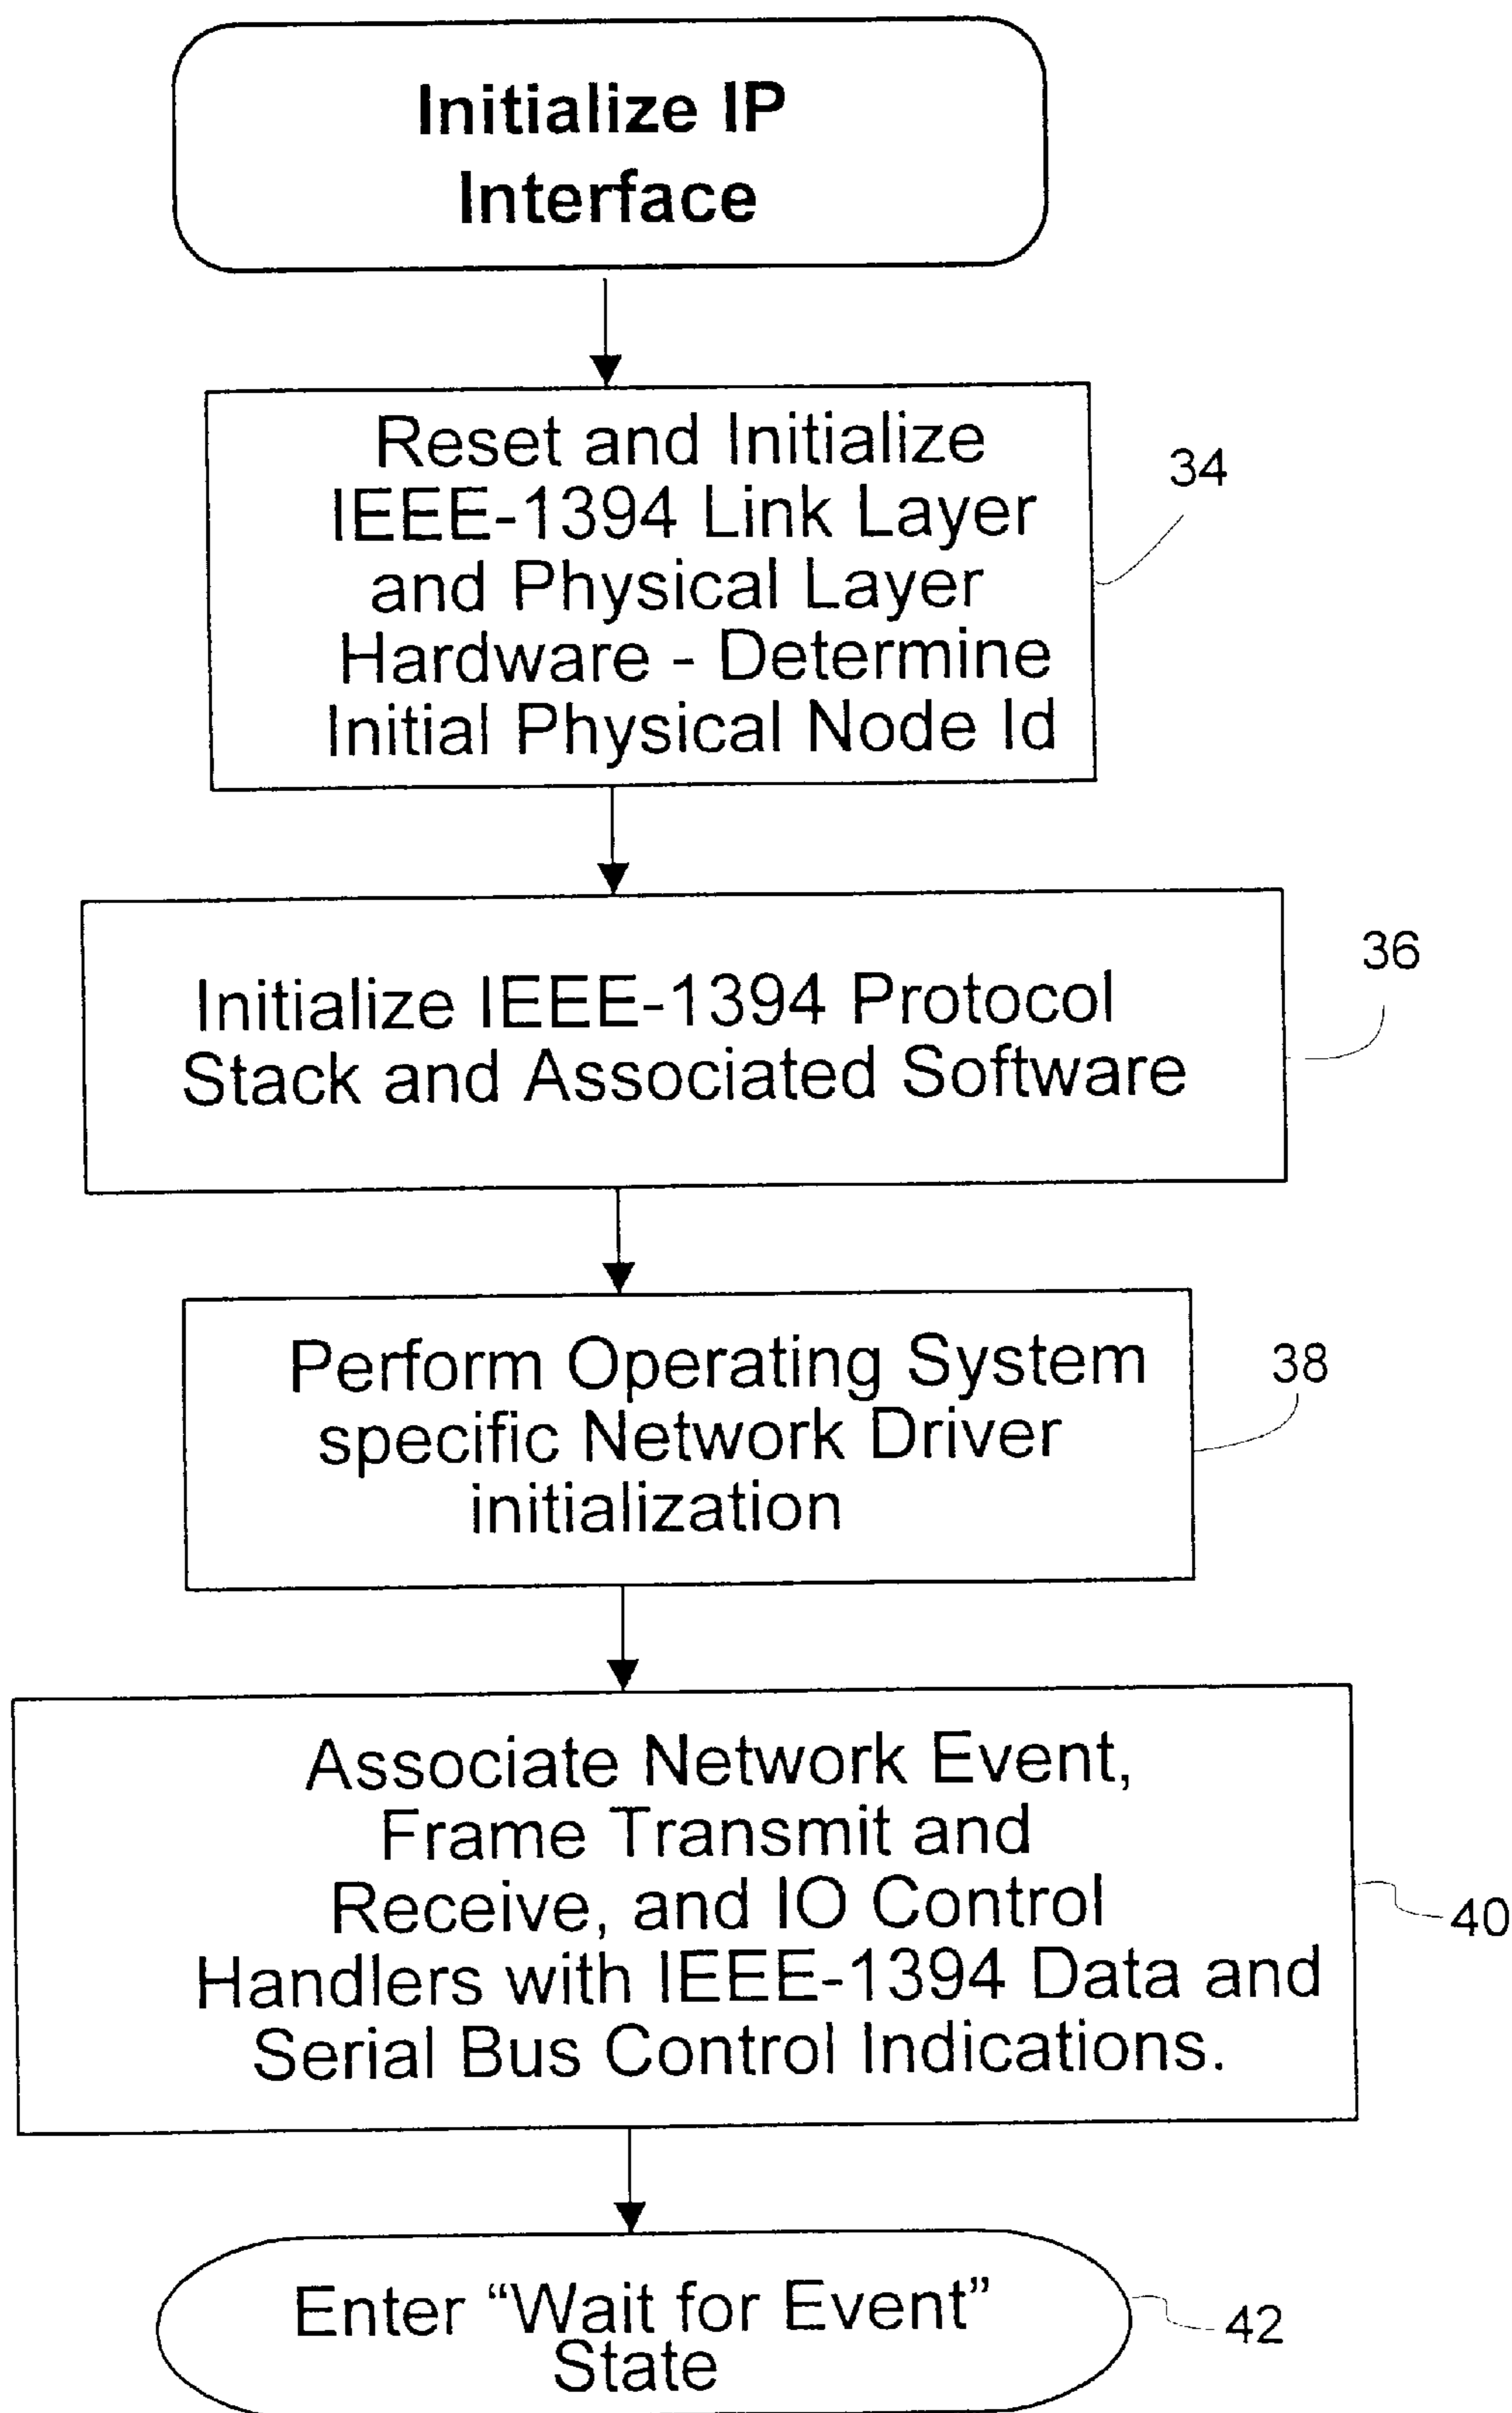 Initialize IP
Interface
Reset and Initialize
IEEE-1394 Link Layer
and Physical Layer
Hardware - Determine
Initial Physical Node Id
34
Initialize IEEE-1394 Protocol
Stack and Associated Software
36
Perform Operating System
specific Network Driver
initialization
38
Associate Network Event,
Frame Transmit and
Receive, and IO Control
Handlers with IEEE-1394 Data and
Serial Bus Control Indications.
40
Enter “Wait for Event”
State
42